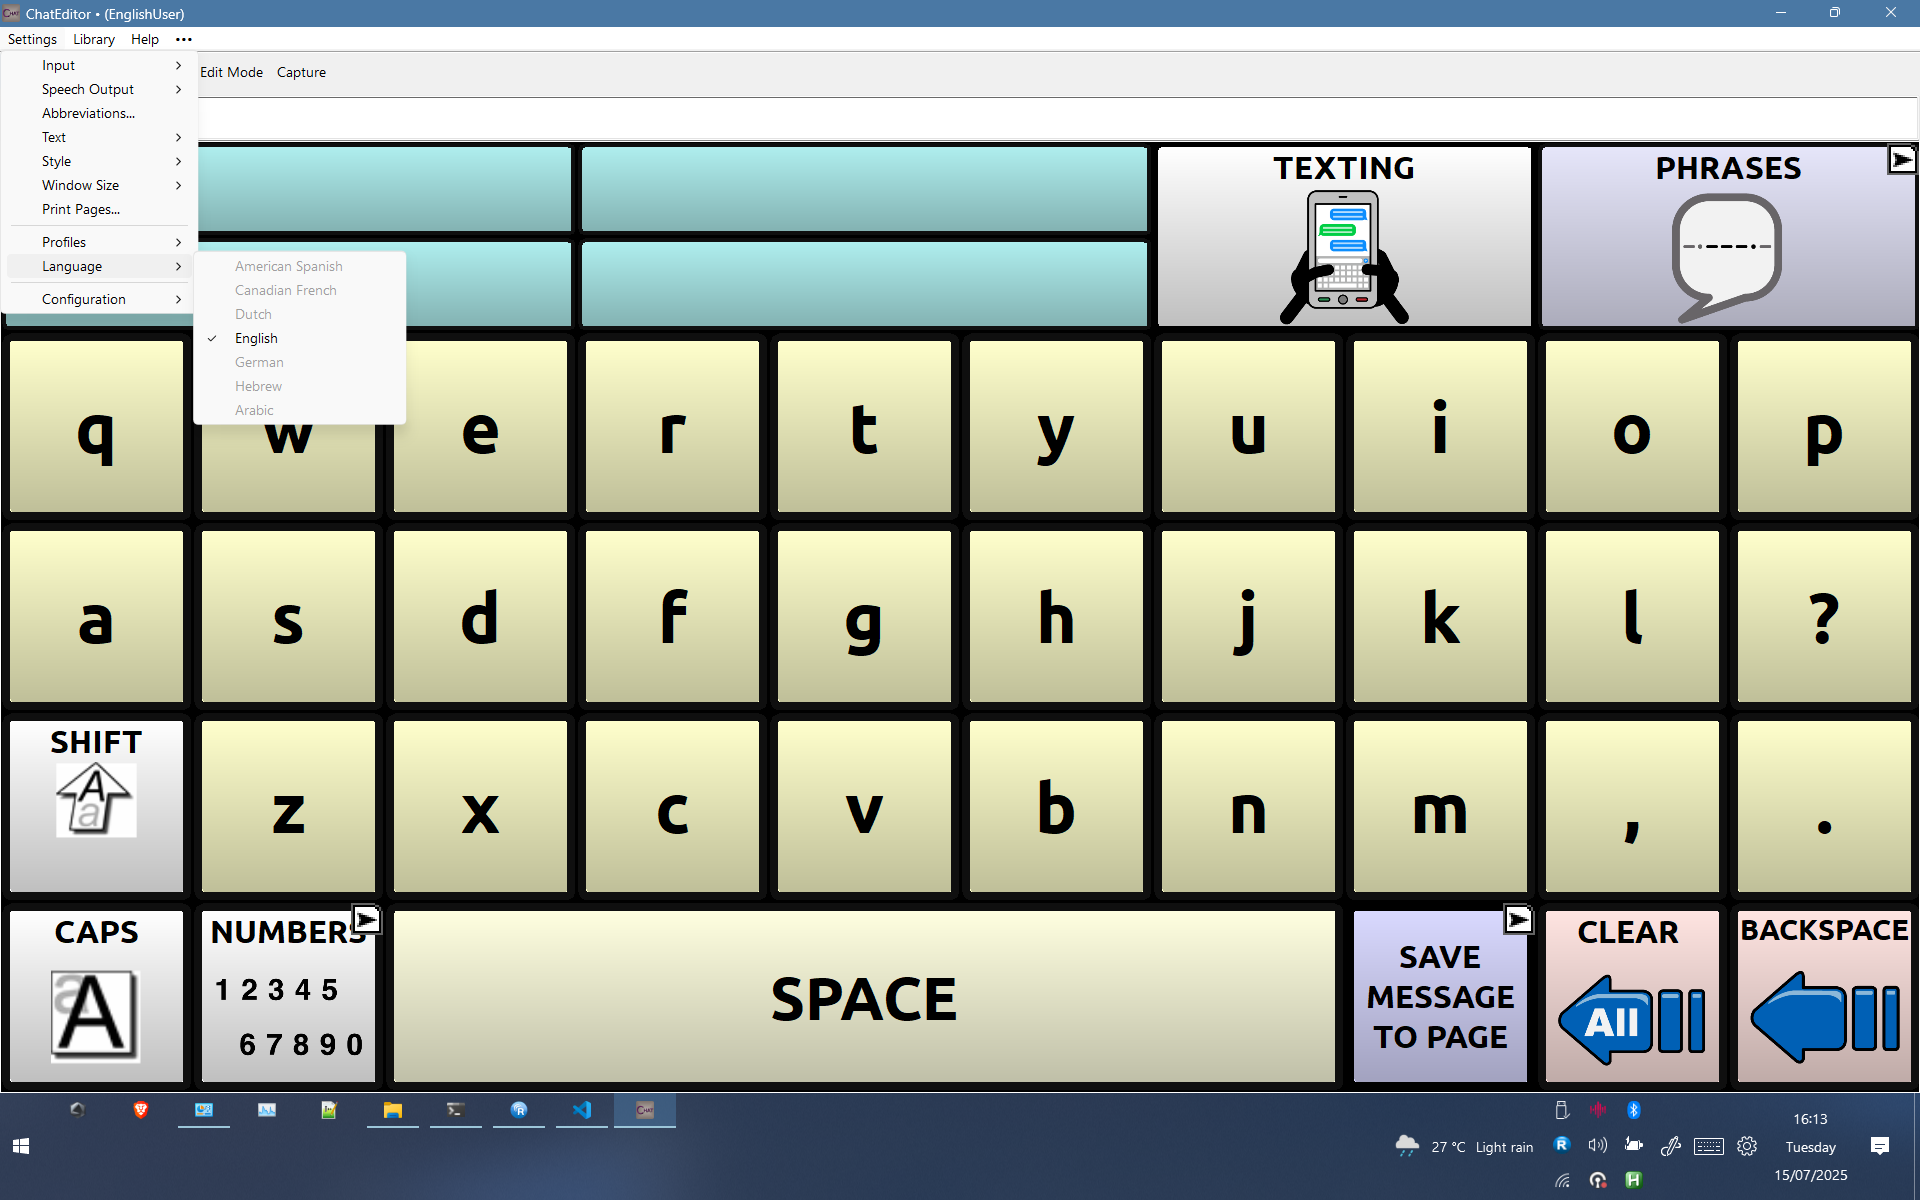 ChatEditor • (EnglishUser)
Settings Library Help •••
Edit Mode Capture
Input
Speech Output
Abbreviations...
Text
Style
Window Size
Print Pages...
Profiles
Language
Configuration
American Spanish
Canadian French
Dutch
English
German
Hebrew
Arabic
TEXTING
PHRASES
q w e r t y u i o p
a s d f g h j k l ?
SHIFT
A
a
z x c v b n m , .
CAPS
a
A
NUMBERS
1 2 3 4 5
6 7 8 9 0
SPACE
SAVE
MESSAGE
TO PAGE
CLEAR
All
BACKSPACE
27 °C Light rain
16:13
Tuesday
15/07/2025